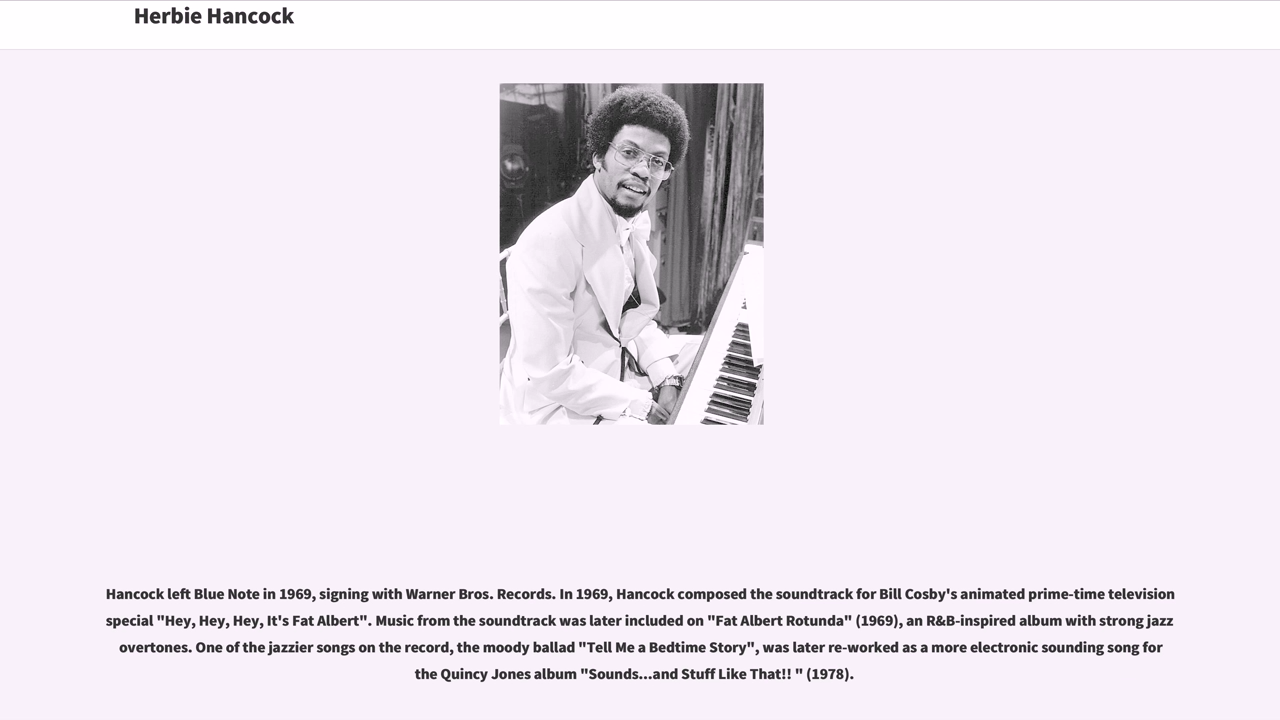 Herbie Hancock
Hancock left Blue Note in 1969, signing with Warner Bros. Records. In 1969, Hancock composed the soundtrack for Bill Cosby's animated prime-time television
special "Hey, Hey, Hey, It's Fat Albert". Music from the soundtrack was later included on "Fat Albert Rotunda" (1969), an R&B-inspired album with strong jazz
overtones. One of the jazzier songs on the record, the moody ballad "Tell Me a Bedtime Story", was later re-worked as a more electronic sounding song for
the Quincy Jones album "Sounds...and Stuff Like That!! " (1978).